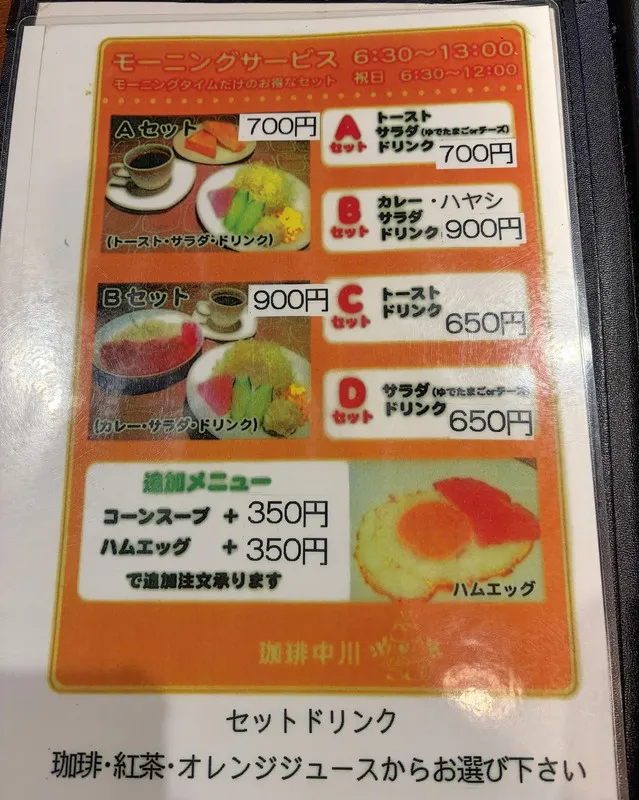 モーニングサービス 6:30～13:00
モーニングタイムだけのお得なセット 祝日 6:30～12:00
Aセット 700円
(トースト・サラダ・ドリンク)
A セット
トースト
サラダ(ゆでたまごorチーズ)
ドリンク 700円
B セット
カレー・ハヤシ
サラダ
ドリンク 900円
Bセット 900円
(カレー・サラダ・ドリンク)
C セット
トースト
ドリンク
650円
D セット
サラダ(ゆでたまごorチーズ)
ドリンク
650円
追加メニュー
コーンスープ + 350円
ハムエッグ + 350円
で追加注文承ります
ハムエッグ
珈琲中川
セットドリンク
珈琲・紅茶・オレンジジュースからお選び下さい